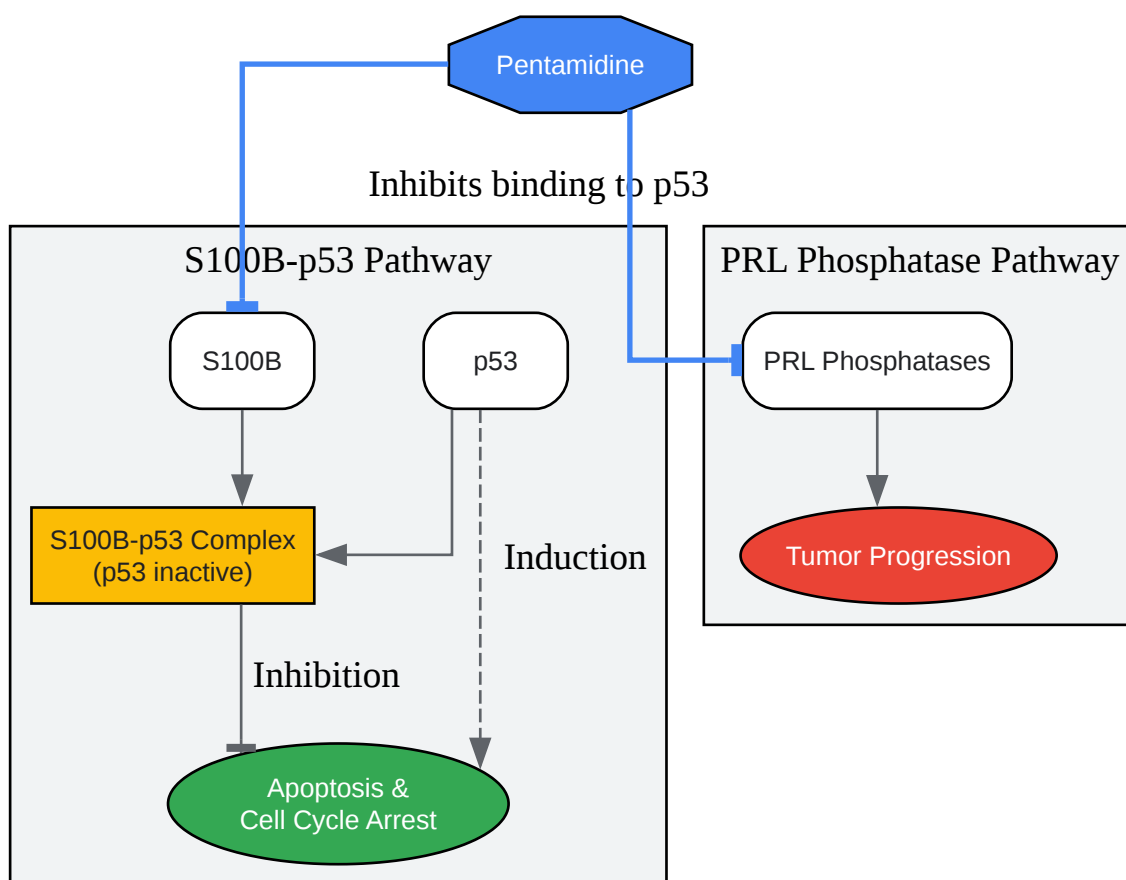 Pentamidine
Inhibits binding to p53
S100B-p53 Pathway
PRL Phosphatase Pathway
S100B
p53
PRL Phosphatases
S100B-p53 Complex
(p53 inactive)
Induction
Tumor Progression
Inhibition
Apoptosis &
Cell Cycle Arrest